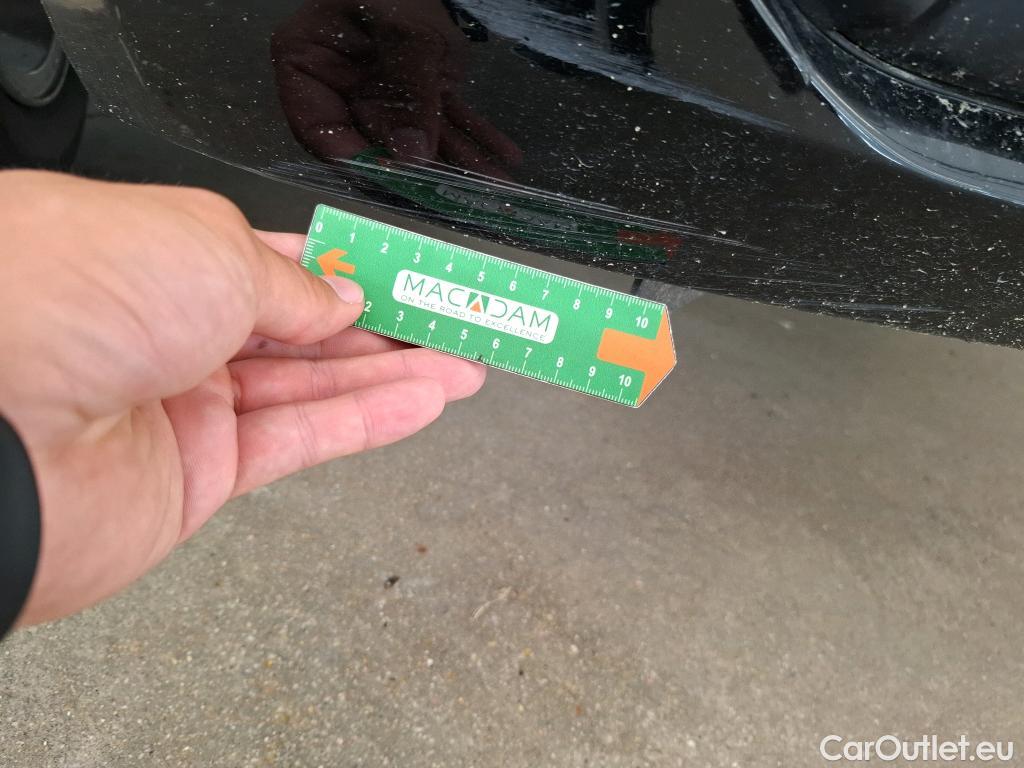 0 1 2 3 4 5 6 7 8 9 10
MACADAM
ON THE ROAD TO EXCELLENCE
2 3 4 5 6 7 8 9 10
CarOutlet.eu